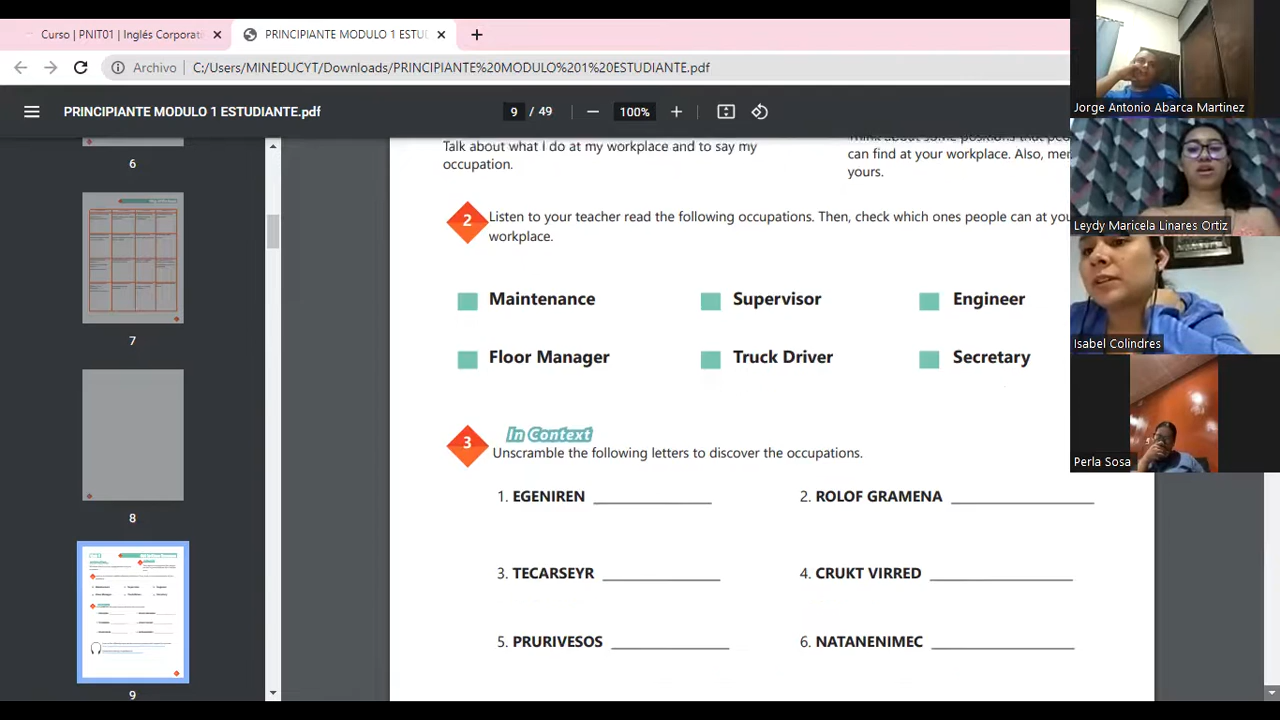 Curso | PNIT01 | Inglés Corporat
PRINCIPIANTE MODULO 1 ESTU
Archivo
C:/Users/MINEDUCYT/Downloads/PRINCIPIANTE%20MODULO%201%20ESTUDIANTE.pdf
PRINCIPIANTE MODULO 1 ESTUDIANTE.pdf
9 / 49
100%
6
7
8
9
Talk about what I do at my workplace and to say my
occupation.
can find at your workplace. Also, me
yours.
2
Listen to your teacher read the following occupations. Then, check which ones people can at you
workplace.
Maintenance
Supervisor
Engineer
Floor Manager
Truck Driver
Secretary
3
In Context
Unscramble the following letters to discover the occupations.
1. EGENIREN
2. ROLOF GRAMENA
3. TECARSEYR
4. CRUKT VIRRED
5. PRURIVESOS
6. NATANENIMEC
Jorge Antonio Abarca Martinez
Leydy Maricela Linares Ortiz
Isabel Colindres
Perla Sosa